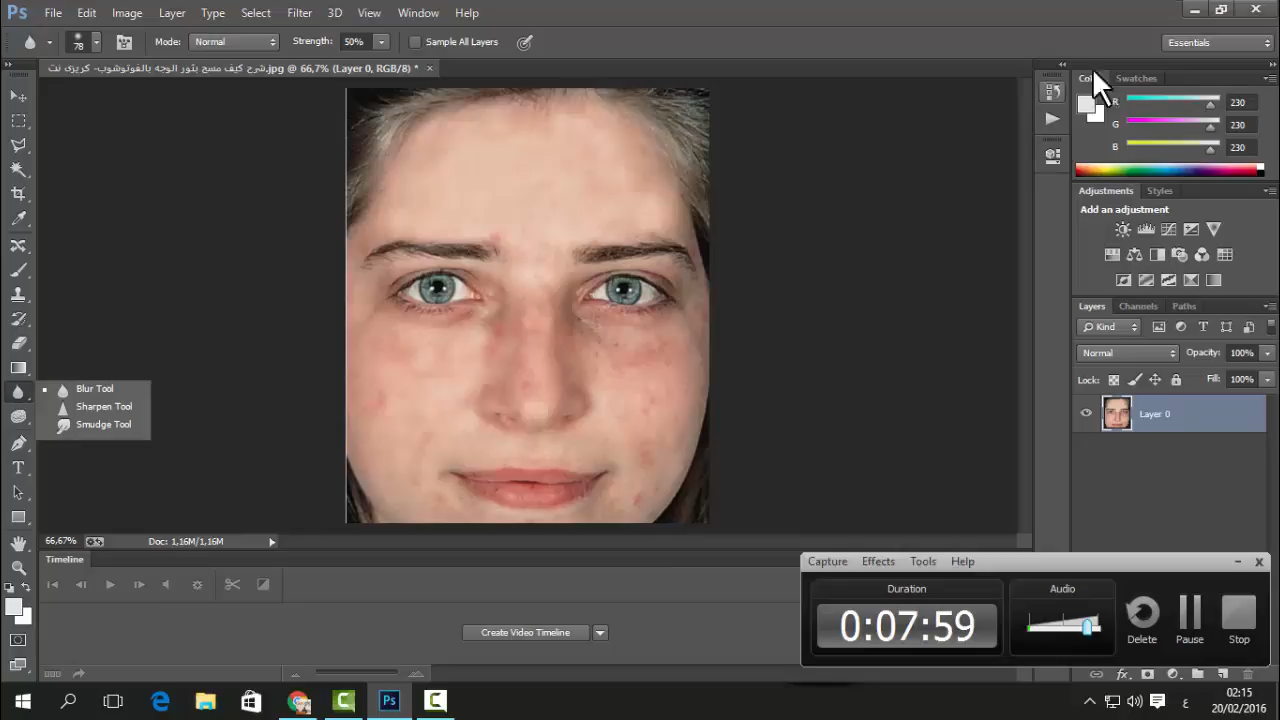 Ps File Edit Image Layer Type Select Filter 3D View Window Help
78 Mode: Normal Strength: 50% Sample All Layers Essentials
شرح كيف مسح بثور الوجه بالفوتوشوب- كريزي نت.jpg @ 66,7% (Layer 0, RGB/8) *
Swatches
R 230
G 230
B 230
Adjustments Styles
Add an adjustment
Layers Channels Paths
Kind
Normal Opacity: 100%
Lock: Fill: 100%
Layer 0
Blur Tool
Sharpen Tool
Smudge Tool
T
66,67% Doc: 1,16M/1,16M
Timeline
Create Video Timeline
Capture Effects Tools Help
Duration Audio
0:07:59
Delete Pause Stop
fx
Ps ع 02:15
20/02/2016